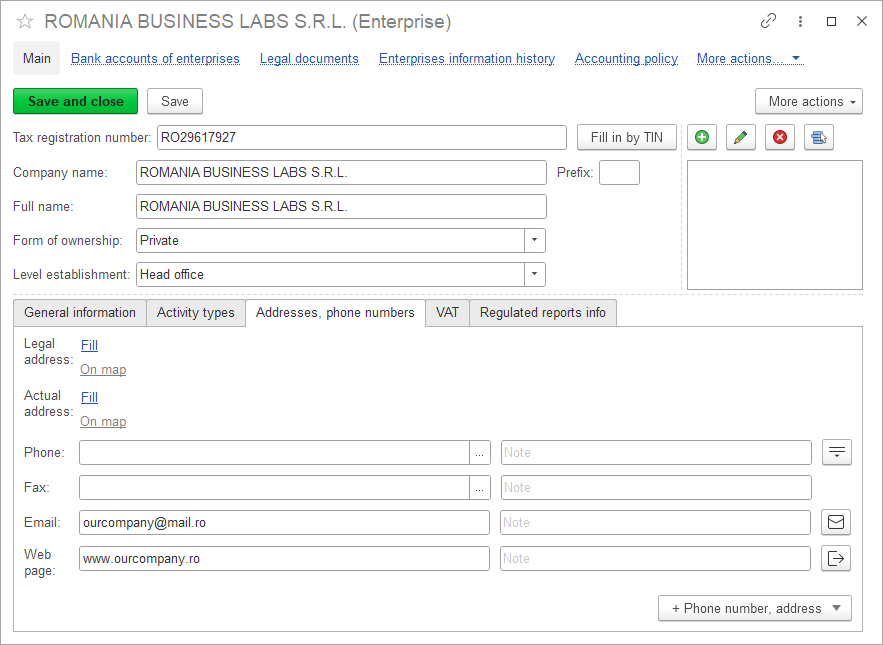 ROMANIA BUSINESS LABS S.R.L. (Enterprise)
Main Bank accounts of enterprises Legal documents Enterprises information history Accounting policy More actions...
Save and close Save More actions
Tax registration number: RO29617927 Fill in by TIN
Company name: ROMANIA BUSINESS LABS S.R.L. Prefix:
Full name: ROMANIA BUSINESS LABS S.R.L.
Form of ownership: Private
Level establishment: Head office
General information Activity types Addresses, phone numbers VAT Regulated reports info
Legal address: Fill
On map
Actual address: Fill
On map
Phone: ... Note
Fax: ... Note
Email: ourcompany@mail.ro Note
Web page: www.ourcompany.ro Note
+ Phone number, address